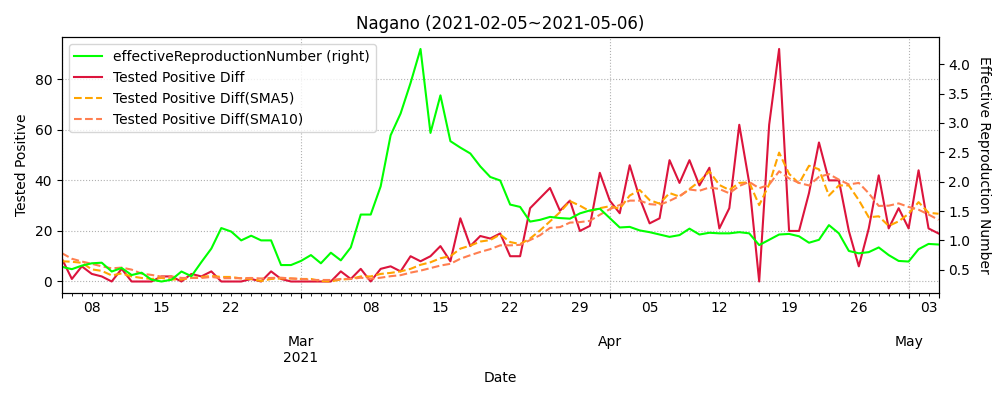 Nagano (2021-02-05~2021-05-06)
effectiveReproductionNumber (right)
Tested Positive Diff
Tested Positive Diff(SMA5)
Tested Positive Diff(SMA10)
Tested Positive
80
60
40
20
0
Effective Reproduction Number
4.0
3.5
3.0
2.5
2.0
1.5
1.0
0.5
08 15 22 08 15 22 29 05 12 19 26 03
Mar Apr May
2021
Date